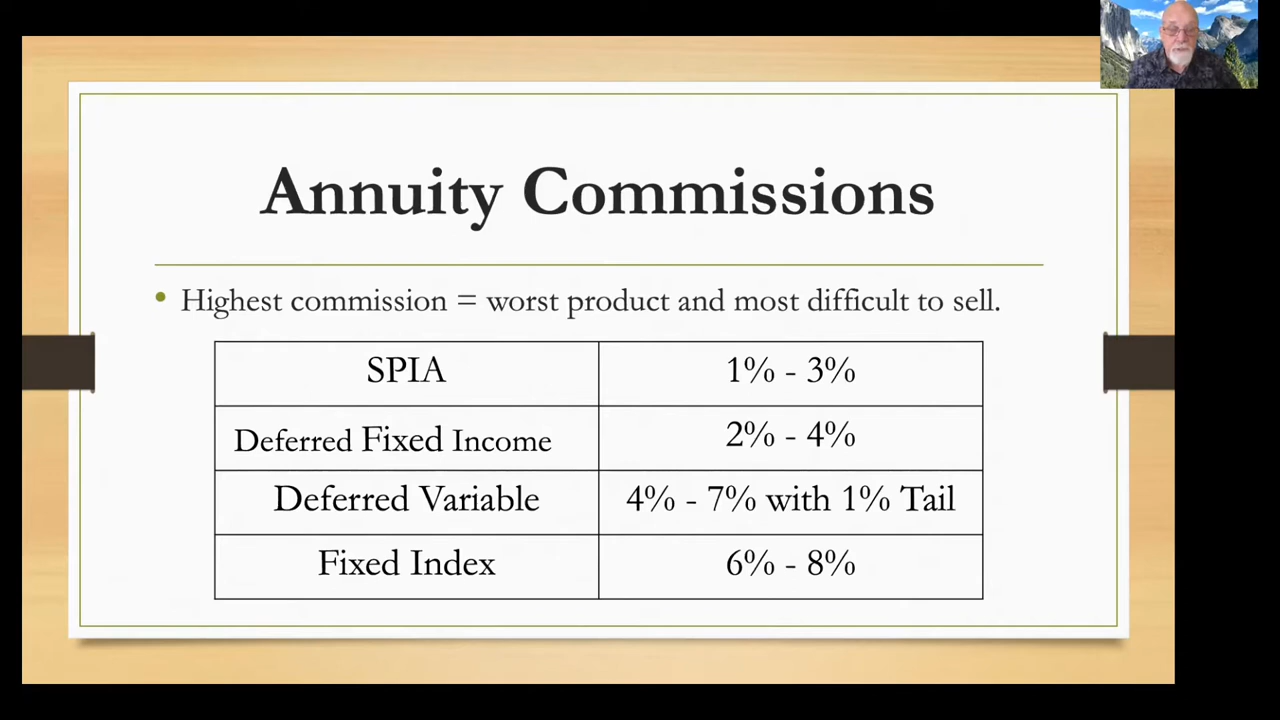 Annuity Commissions
• Highest commission = worst product and most difficult to sell.
SPIA 1% - 3%
Deferred Fixed Income 2% - 4%
Deferred Variable 4% - 7% with 1% Tail
Fixed Index 6% - 8%